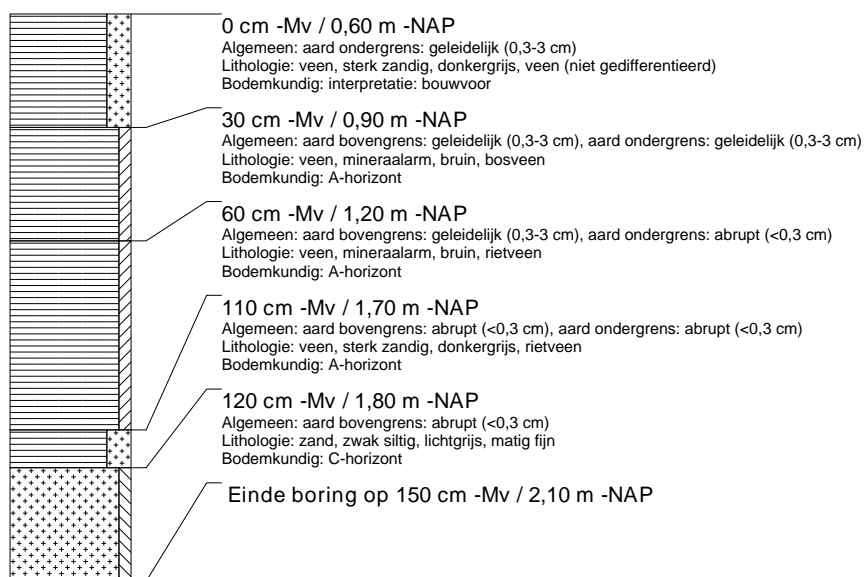 0 cm -Mv / 0,60 m -NAP
Algemeen: aard ondergrens: geleidelijk (0,3-3 cm)
Lithologie: veen, sterk zandig, donkergrijs, veen (niet gedifferentieerd)
Bodemkundig: interpretatie: bouwvoor
30 cm -Mv / 0,90 m -NAP
Algemeen: aard bovengrens: geleidelijk (0,3-3 cm), aard ondergrens: geleidelijk (0,3-3 cm)
Lithologie: veen, mineraalarm, bruin, bosveen
Bodemkundig: A-horizont
60 cm -Mv / 1,20 m -NAP
Algemeen: aard bovengrens: geleidelijk (0,3-3 cm), aard ondergrens: abrupt (<0,3 cm)
Lithologie: veen, mineraalarm, bruin, rietveen
Bodemkundig: A-horizont
110 cm -Mv / 1,70 m -NAP
Algemeen: aard bovengrens: abrupt (<0,3 cm), aard ondergrens: abrupt (<0,3 cm)
Lithologie: veen, sterk zandig, donkergrijs, rietveen
Bodemkundig: A-horizont
120 cm -Mv / 1,80 m -NAP
Algemeen: aard bovengrens: abrupt (<0,3 cm)
Lithologie: zand, zwak siltig, lichtgrijs, matig fijn
Bodemkundig: C-horizont
Einde boring op 150 cm -Mv / 2,10 m -NAP